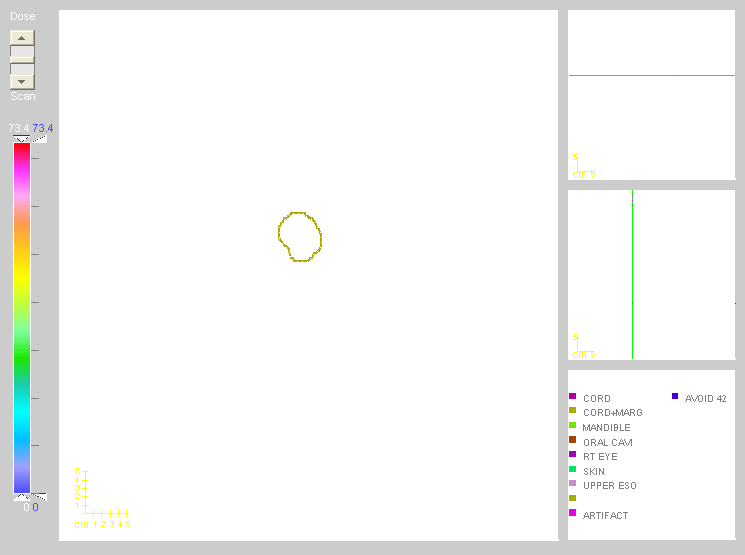 Dose
Scan
73.4 73.4
0 0
5
4
3
2
1
cm 1 2 3 4 5
5
cm 5
5
cm 5
CORD
AVOID 42
CORD+MARG
MANDIBLE
ORAL CAVI
RT EYE
SKIN
UPPER ESO
ARTIFACT